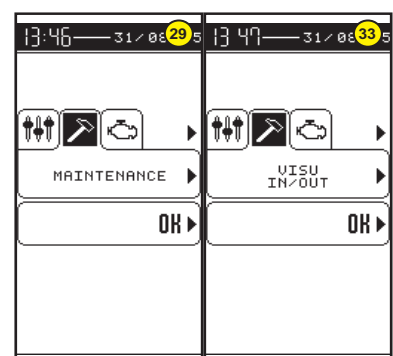 13:46 31/08 5
29
MAINTENANCE
OK
13 47 31/08 5
33
VISU
IN/OUT
OK